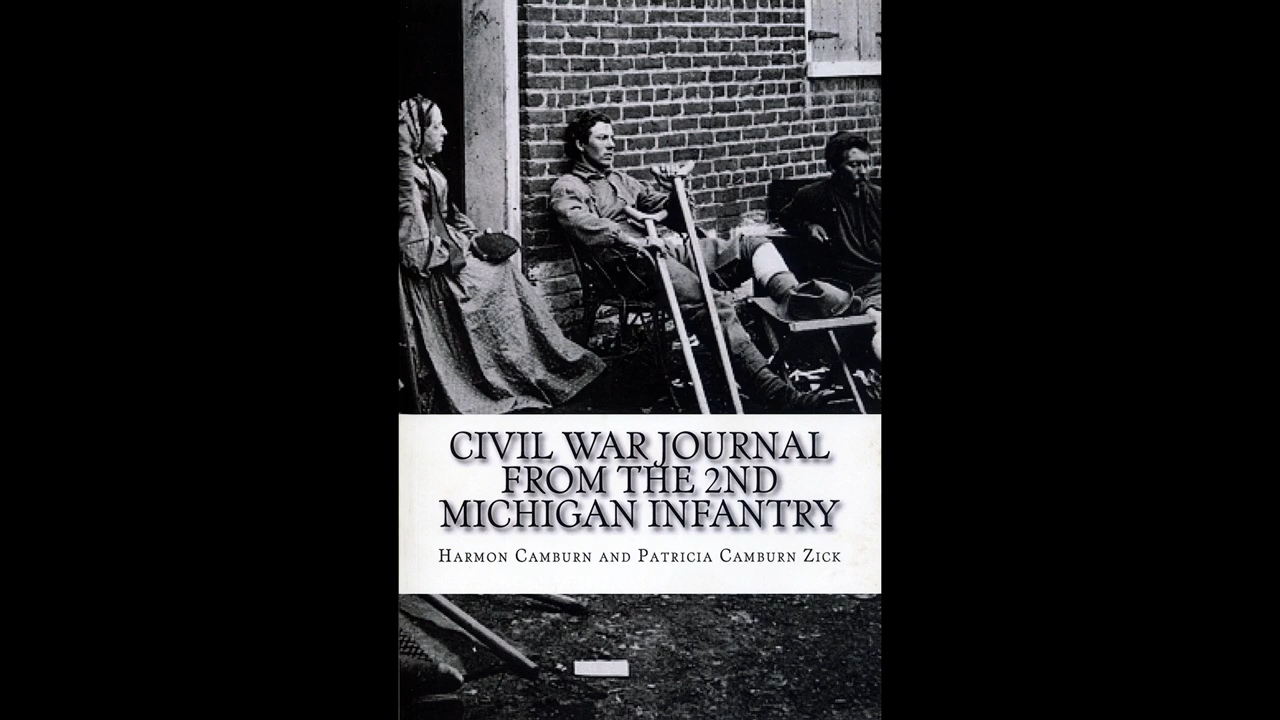 CIVIL WAR JOURNAL
FROM THE 2ND
MICHIGAN INFANTRY
HARMON CAMBURN AND PATRICIA CAMBURN ZICK